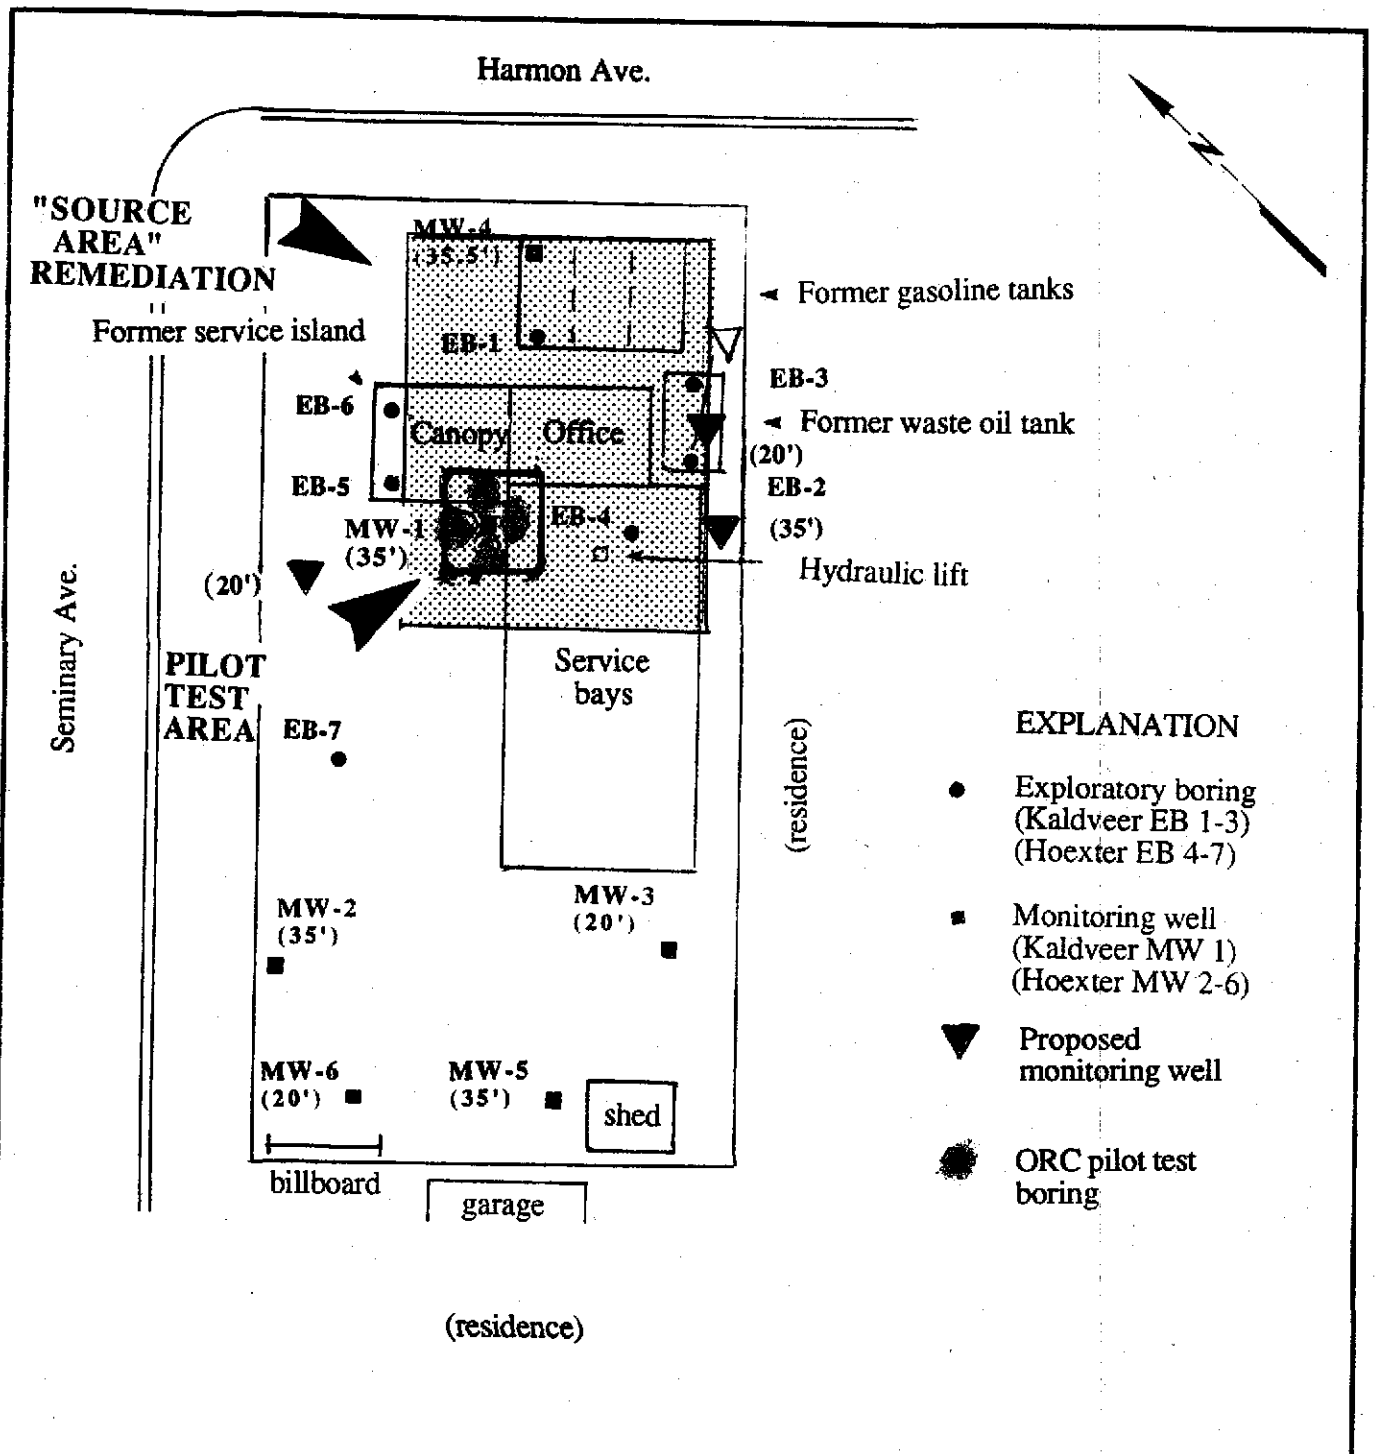 Harmon Ave.
N
"SOURCE
AREA"
REMEDIATION
MW-4
(35.5')
Former gasoline tanks
Former service island
EB-1
EB-3
EB-6
Canopy
Office
Former waste oil tank
(20')
EB-5
EB-2
MW-1
(35')
EB-4
(35')
Hydraulic lift
(20')
Seminary Ave.
PILOT
TEST
AREA
Service
bays
EB-7
(residence)
EXPLANATION
Exploratory boring
(Kaldveer EB 1-3)
(Hoexter EB 4-7)
MW-2
(35')
MW-3
(20')
Monitoring well
(Kaldveer MW 1)
(Hoexter MW 2-6)
Proposed
monitoring well
MW-6
(20')
MW-5
(35')
shed
ORC pilot test
boring
billboard
garage
(residence)